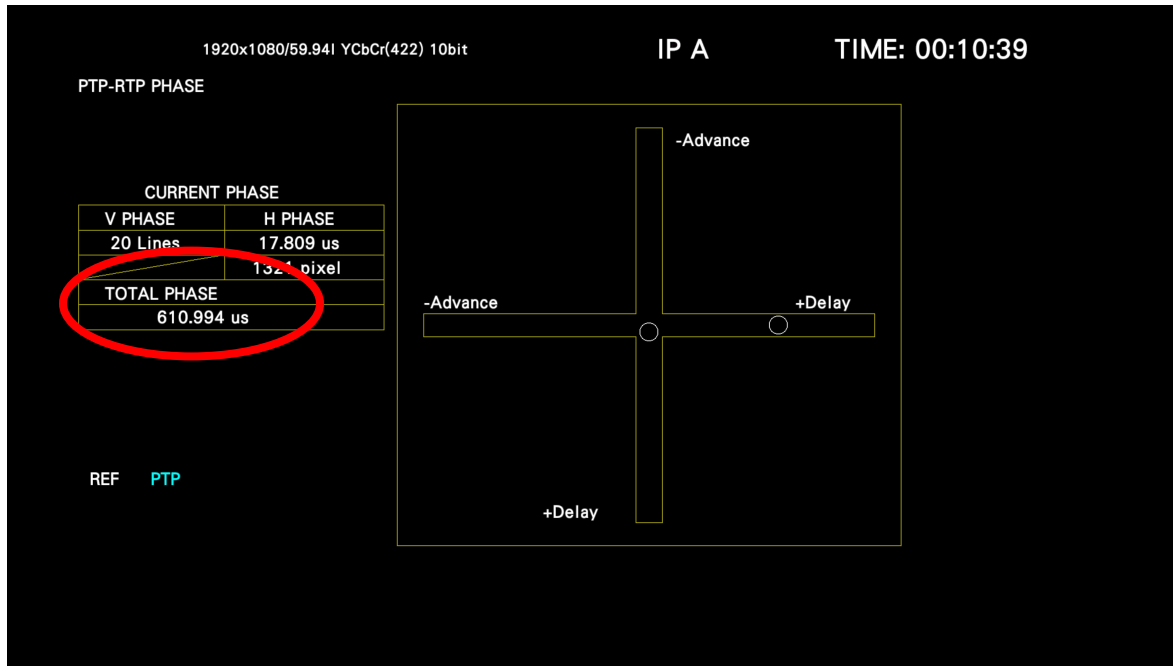 1920x1080/59.94I YCbCr(422) 10bit IP A TIME: 00:10:39
PTP-RTP PHASE
-Advance
CURRENT PHASE
V PHASE H PHASE
20 Lines 17.809 us
1321 pixel
TOTAL PHASE
610.994 us
-Advance +Delay
REF PTP
+Delay